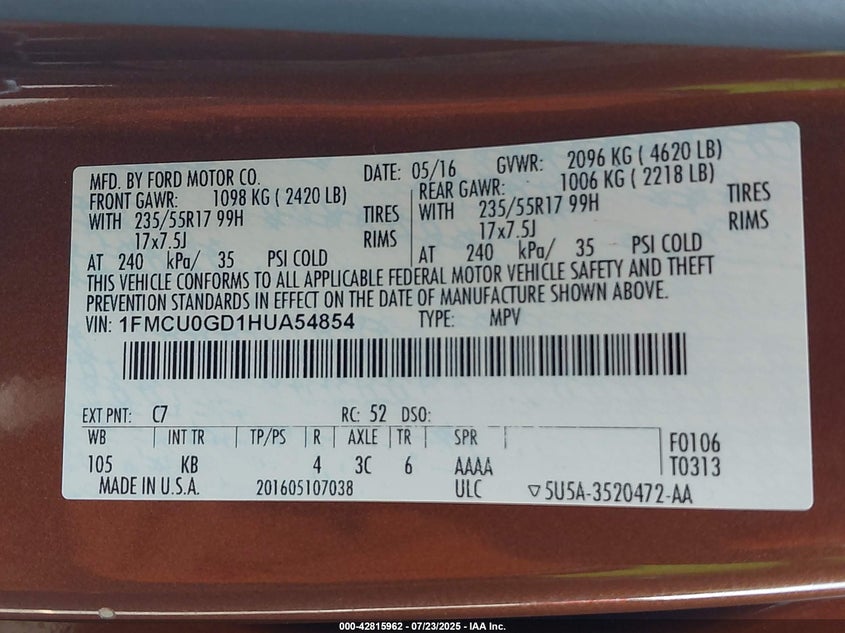 MFD. BY FORD MOTOR CO. DATE: 05/16 GVWR: 2096 KG ( 4620 LB)
FRONT GAWR: 1098 KG ( 2420 LB) REAR GAWR: 1006 KG ( 2218 LB)
WITH 235/55R17 99H TIRES WITH 235/55R17 99H TIRES
17x7.5J RIMS 17x7.5J RIMS
AT 240 kPa/ 35 PSI COLD AT 240 kPa/ 35 PSI COLD
THIS VEHICLE CONFORMS TO ALL APPLICABLE FEDERAL MOTOR VEHICLE SAFETY AND THEFT
PREVENTION STANDARDS IN EFFECT ON THE DATE OF MANUFACTURE SHOWN ABOVE.
VIN: 1FMCU0GD1HUA54854 TYPE: MPV
EXT PNT: C7 RC: 52 DSO:
WB INT TR TP/PS R AXLE TR SPR F0106
105 KB 4 3C 6 AAAA T0313
MADE IN U.S.A. 201605107038 ULC ▽5U5A-3520472-AA
000-42815962 - 07/23/2025 - IAA Inc.